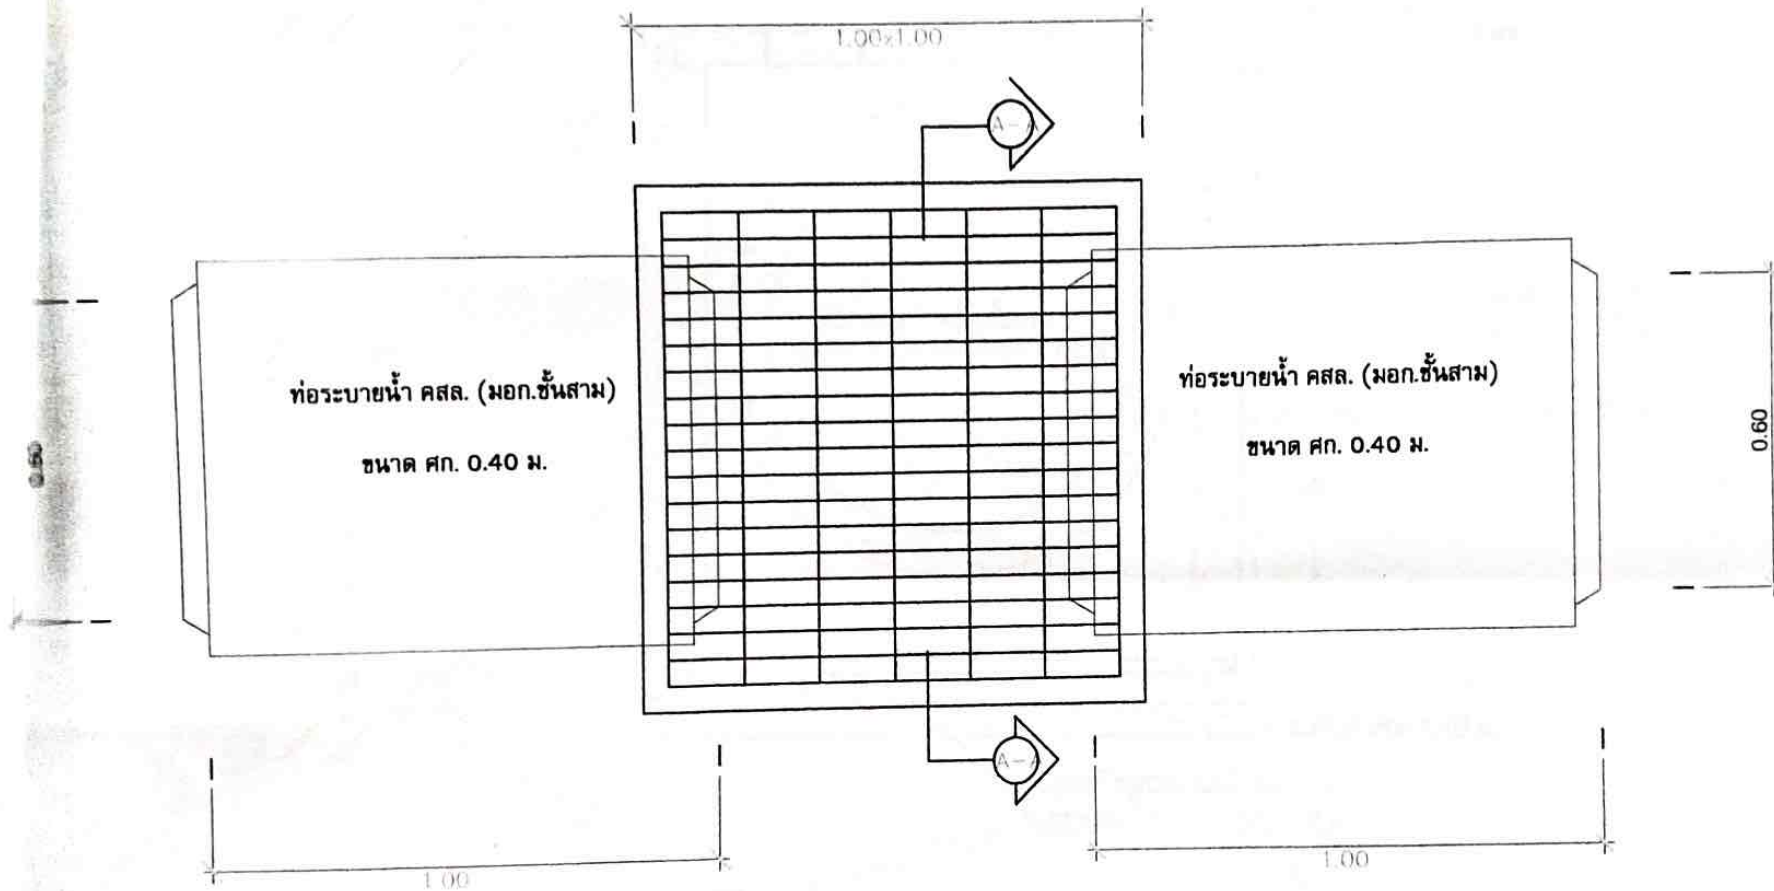 1.00x1.00
A-A
ท่อระบายน้ำ คสล. (มอก.ชั้นสาม)
ขนาด ศก. 0.40 ม.
ท่อระบายน้ำ คสล. (มอก.ชั้นสาม)
ขนาด ศก. 0.40 ม.
0.60
A-A
1.00
1.00